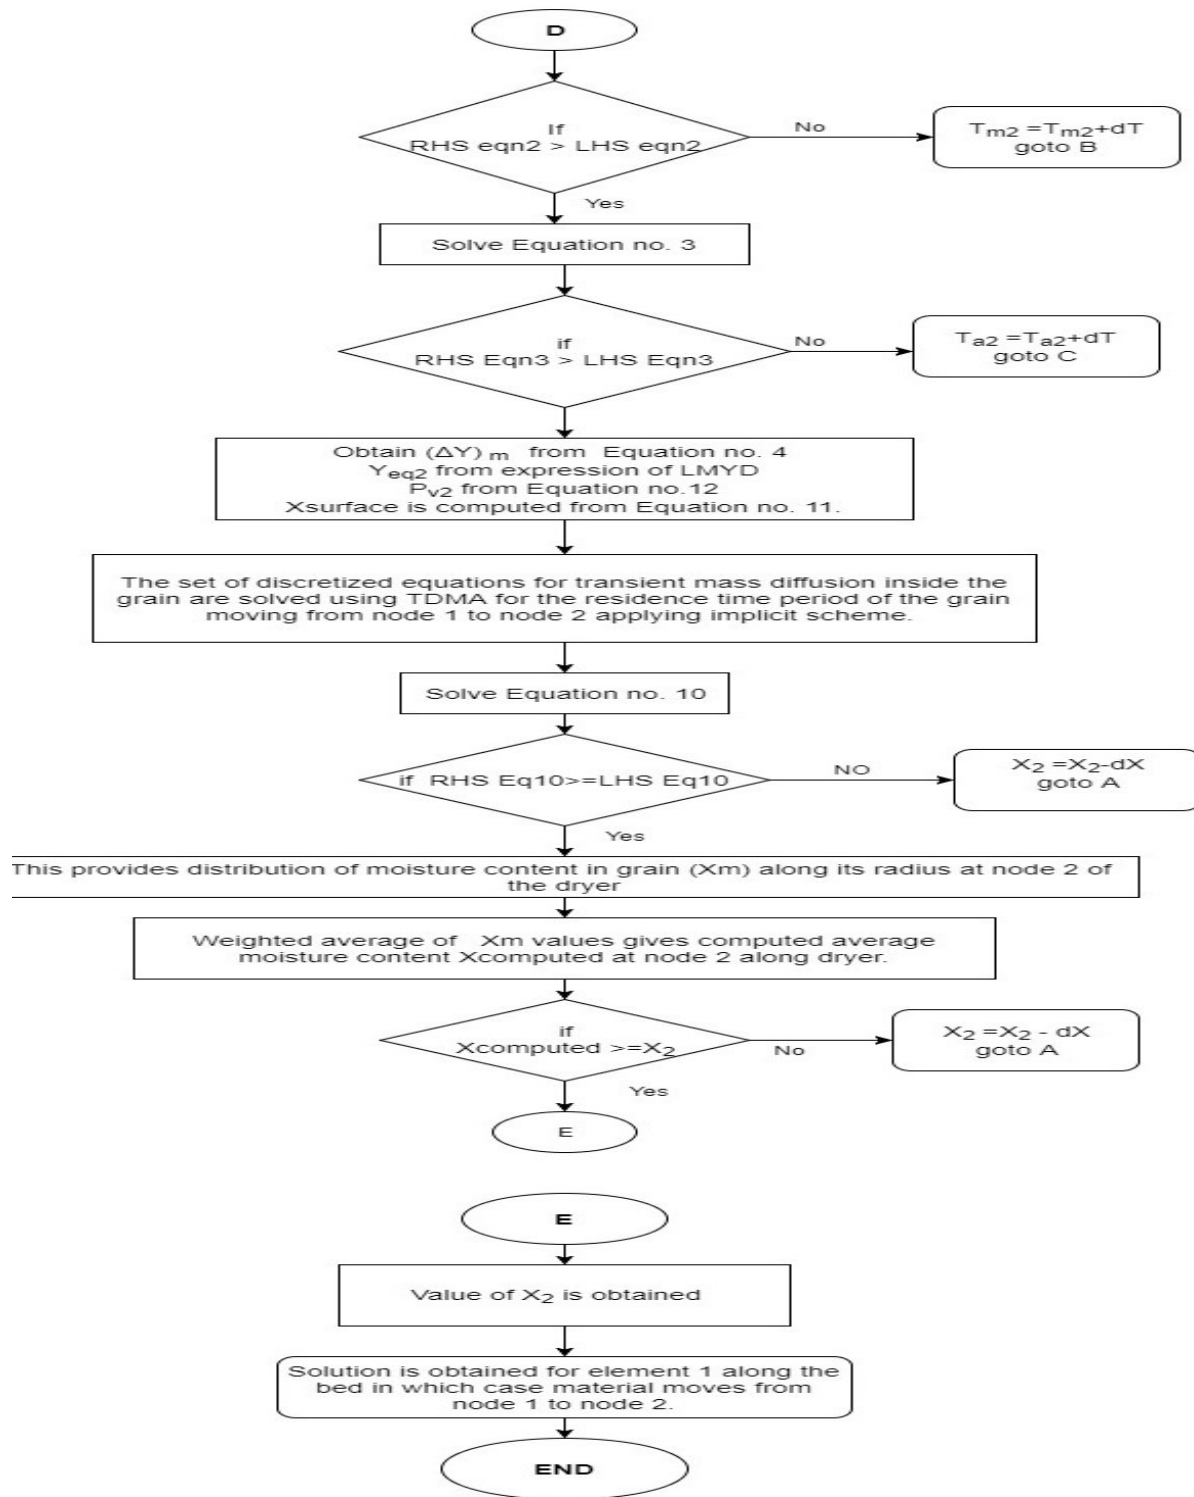 D
If
RHS eqn2 > LHS eqn2
No
Tm2 =Tm2+dT
goto B
Yes
Solve Equation no. 3
if
RHS Eqn3 > LHS Eqn3
No
Ta2 =Ta2+dT
goto C
Obtain (ΔY) m from Equation no. 4
Yeq2 from expression of LMYD
Pv2 from Equation no.12
Xsurface is computed from Equation no. 11.
The set of discretized equations for transient mass diffusion inside the
grain are solved using TDMA for the residence time period of the grain
moving from node 1 to node 2 applying implicit scheme.
Solve Equation no. 10
if RHS Eq10>=LHS Eq10
NO
X2 =X2-dX
goto A
Yes
This provides distribution of moisture content in grain (Xm) along its radius at node 2 of
the dryer
Weighted average of Xm values gives computed average
moisture content Xcomputed at node 2 along dryer.
if
Xcomputed >=X2
No
X2 =X2 - dX
goto A
Yes
E
E
Value of X2 is obtained
Solution is obtained for element 1 along the
bed in which case material moves from
node 1 to node 2.
END